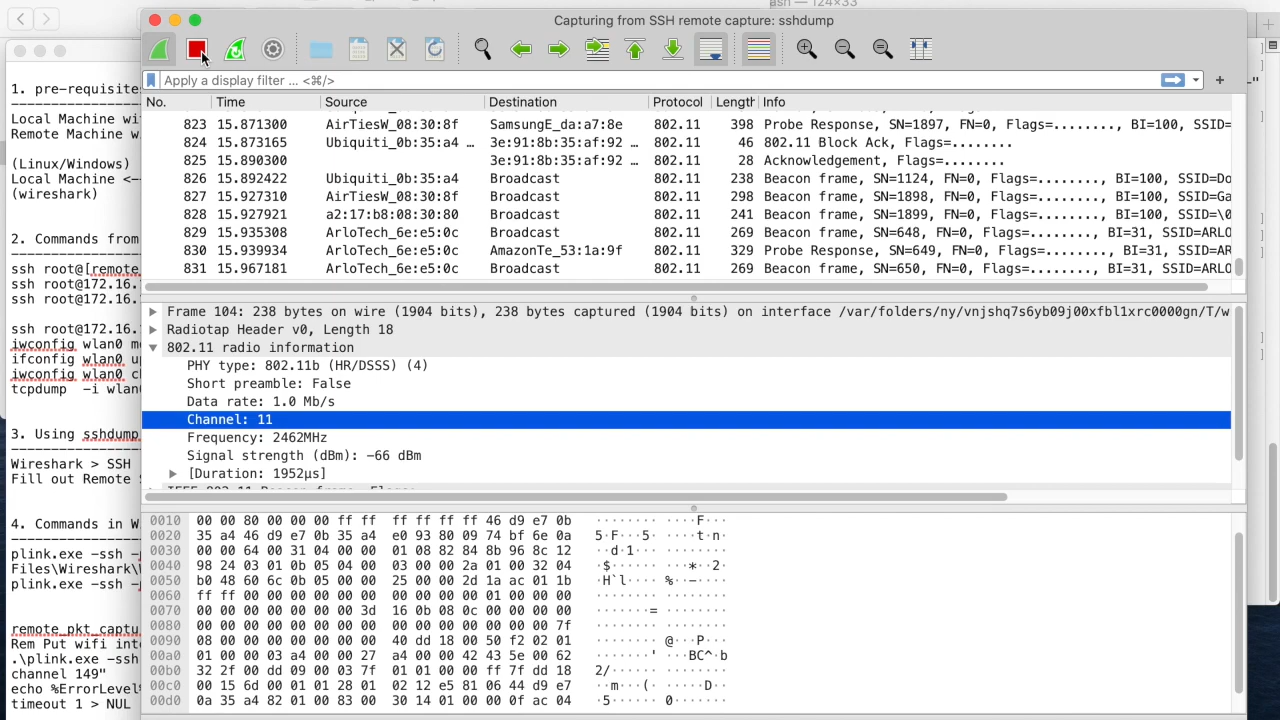 ash — 124×33
Capturing from SSH remote capture: sshdump
Apply a display filter … <⌘/>
No. Time Source Destination Protocol Length Info
823 15.871300 AirTiesW_08:30:8f SamsungE_da:a7:8e 802.11 398 Probe Response, SN=1897, FN=0, Flags=........, BI=100, SSID=
824 15.873165 Ubiquiti_0b:35:a4 … 3e:91:8b:35:af:92 … 802.11 46 802.11 Block Ack, Flags=........
825 15.890300 3e:91:8b:35:af:92 … 802.11 28 Acknowledgement, Flags=........
826 15.892422 Ubiquiti_0b:35:a4 Broadcast 802.11 238 Beacon frame, SN=1124, FN=0, Flags=........, BI=100, SSID=Do
827 15.927310 AirTiesW_08:30:8f Broadcast 802.11 298 Beacon frame, SN=1898, FN=0, Flags=........, BI=100, SSID=Ga
828 15.927921 a2:17:b8:08:30:80 Broadcast 802.11 241 Beacon frame, SN=1899, FN=0, Flags=........, BI=100, SSID=\0
829 15.935308 ArloTech_6e:e5:0c Broadcast 802.11 269 Beacon frame, SN=648, FN=0, Flags=........, BI=31, SSID=ARLO
830 15.939934 ArloTech_6e:e5:0c AmazonTe_53:1a:9f 802.11 329 Probe Response, SN=649, FN=0, Flags=........, BI=31, SSID=AR
831 15.967181 ArloTech_6e:e5:0c Broadcast 802.11 269 Beacon frame, SN=650, FN=0, Flags=........, BI=31, SSID=ARLO
Frame 104: 238 bytes on wire (1904 bits), 238 bytes captured (1904 bits) on interface /var/folders/ny/vnjshq7s6yb09j00xfbl1xrc0000gn/T/w
Radiotap Header v0, Length 18
802.11 radio information
PHY type: 802.11b (HR/DSSS) (4)
Short preamble: False
Data rate: 1.0 Mb/s
Channel: 11
Frequency: 2462MHz
Signal strength (dBm): -66 dBm
[Duration: 1952µs]
0010 00 00 80 00 00 00 ff ff ff ff ff ff 46 d9 e7 0b ········ ····F···
0020 35 a4 46 d9 e7 0b 35 a4 e0 93 80 09 74 bf 6e 0a 5·F···5· ····t·n·
0030 00 00 64 00 31 04 00 00 01 08 82 84 8b 96 8c 12 ··d·1··· ········
0040 98 24 03 01 0b 05 04 00 03 00 00 2a 01 00 32 04 ·$······ ···*··2·
0050 b0 48 60 6c 0b 05 00 00 25 00 00 2d 1a ac 01 1b ·H`l···· %··-····
0060 ff ff 00 00 00 00 00 00 00 00 00 01 00 00 00 00 ········ ········
0070 00 00 00 00 00 00 3d 16 0b 08 0c 00 00 00 00 ······= ········
0080 00 00 00 00 00 00 00 00 00 00 00 00 00 00 00 7f ········ ········
0090 08 00 00 00 00 00 00 40 dd 18 00 50 f2 02 01 ·······@ ···P····
00a0 01 00 00 03 a4 00 00 27 a4 00 00 42 43 5e 00 62 ·······' ···BC^·b
00b0 32 2f 00 dd 09 00 03 7f 01 01 00 00 ff 7f dd 18 2/······ ········
00c0 00 15 6d 00 01 01 28 01 02 12 e5 81 06 44 d9 e7 ··m···(· ·····D··
00d0 0a 35 a4 82 01 00 83 00 30 14 01 00 00 0f ac 04 ·5······ 0·······
1. pre-requisites
Local Machine wi
Remote Machine w
(Linux/Windows)
Local Machine <-
(wireshark)
2. Commands from
ssh root@[remote
ssh root@172.16.
ssh root@172.16.
ssh root@172.16.
iwconfig wlan0 m
ifconfig wlan0 u
iwconfig wlan0 c
tcpdump -i wlan
3. Using sshdump
Wireshark > SSH
Fill out Remote
4. Commands in W
plink.exe -ssh -
Files\Wireshark\
plink.exe -ssh -
remote_pkt_captu
Rem Put wifi int
.\plink.exe -ssh
channel 149"
echo %ErrorLevel%
timeout 1 > NUL